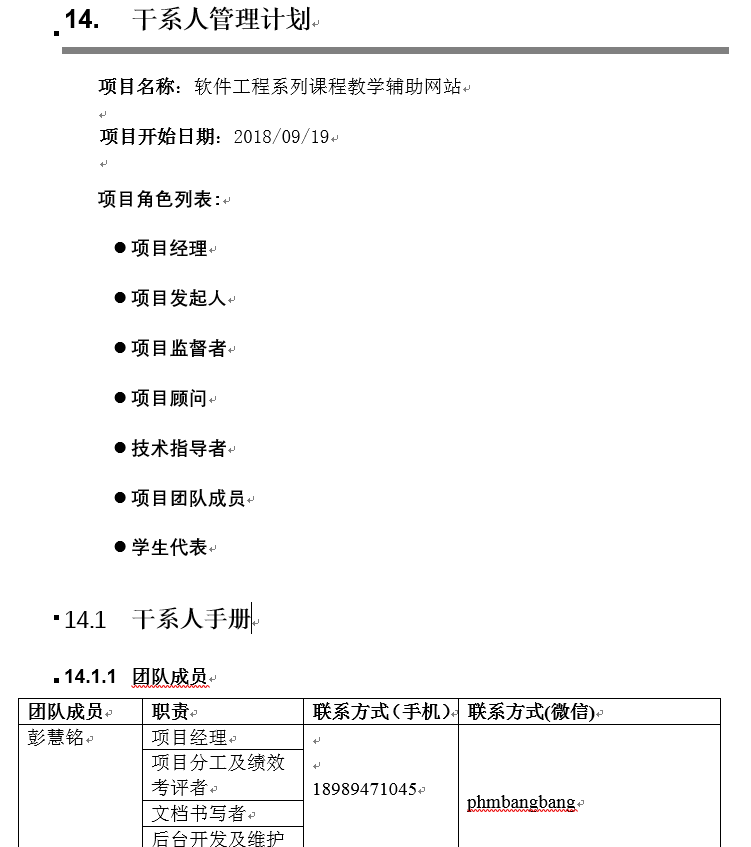 14. 干系人管理计划
项目名称：软件工程系列课程教学辅助网站
项目开始日期：2018/09/19
项目角色列表:
●项目经理
●项目发起人
●项目监督者
●项目顾问
●技术指导者
●项目团队成员
●学生代表
14.1 干系人手册
14.1.1 团队成员
团队成员 职责 联系方式（手机） 联系方式(微信)
彭慧铭 项目经理
项目分工及绩效
考评者
18989471045
phmbangbang
文档书写者
后台开发及维护